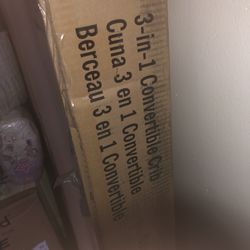 3-in-1 Convertible Crib
Cuna 3 en 1 Convertible
Berceau 3 en 1 Convertible